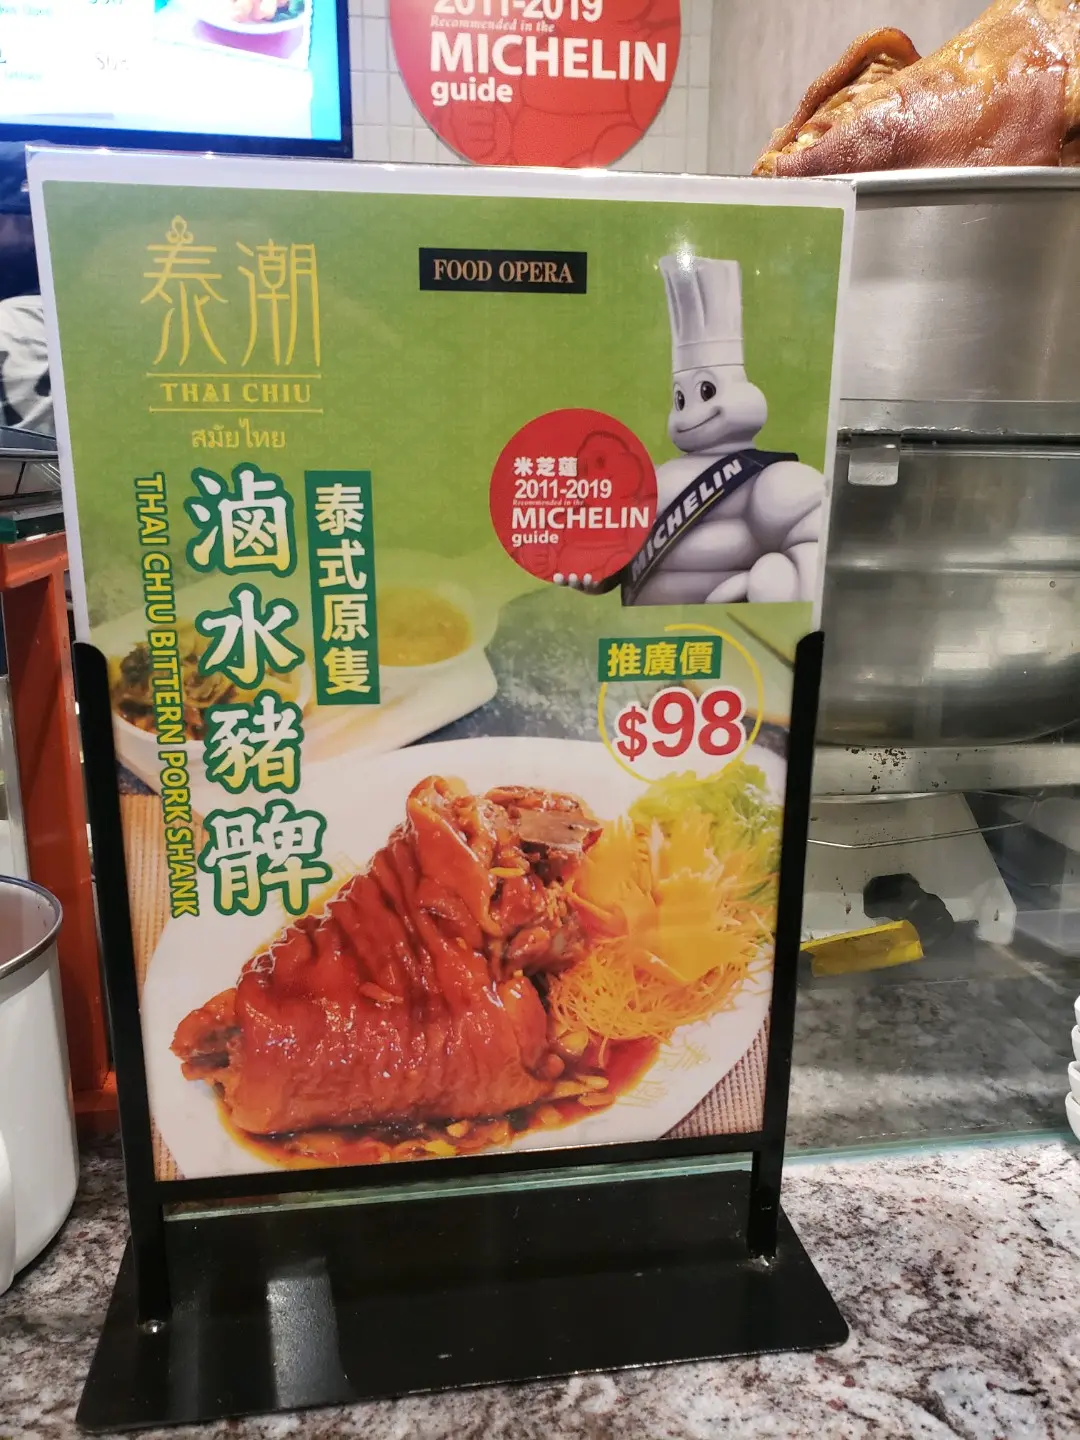 2011-2019
Recommended in the
MICHELIN
guide
泰潮
THAI CHIU
สมัยไทย
FOOD OPERA
MICHELIN
米芝蓮
2011-2019
Recommended in the
MICHELIN
guide
泰式原隻
滷水豬髀
THAI CHIU BITTERN PORK SHANK
推廣價
$98